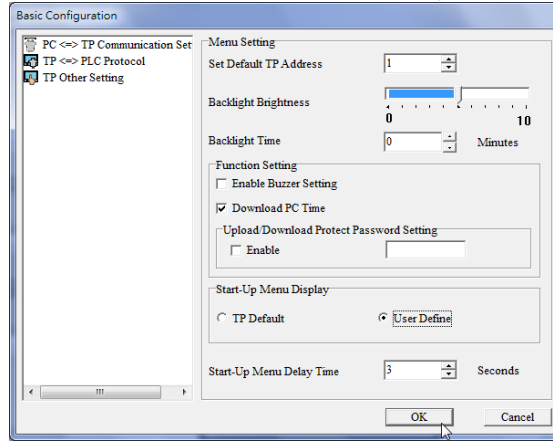 Basic Configuration
PC <=> TP Communication Set
TP <=> PLC Protocol
TP Other Setting
Menu Setting
Set Default TP Address 1
Backlight Brightness
0 10
Backlight Time 0 Minutes
Function Setting
Enable Buzzer Setting
Download PC Time
Upload/Download Protect Password Setting
Enable
Start-Up Menu Display
TP Default User Define
Start-Up Menu Delay Time 3 Seconds
OK Cancel